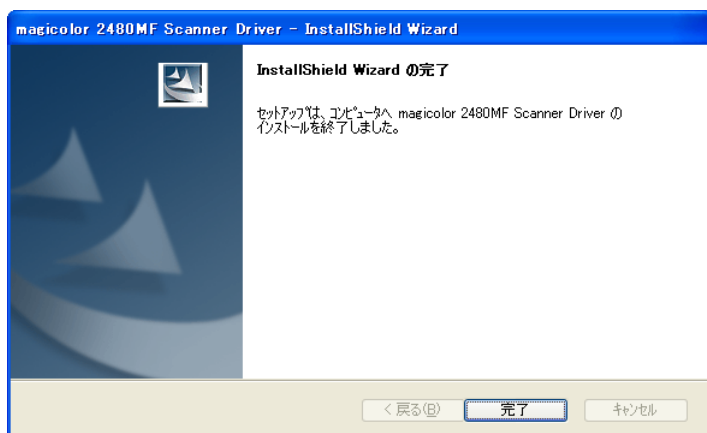 magicolor 2480MF Scanner Driver - InstallShield Wizard
InstallShield Wizard の完了
セットアップは、コンピュータへ magicolor 2480MF Scanner Driver の
インストールを終了しました。
< 戻る(B)
完了
キャンセル